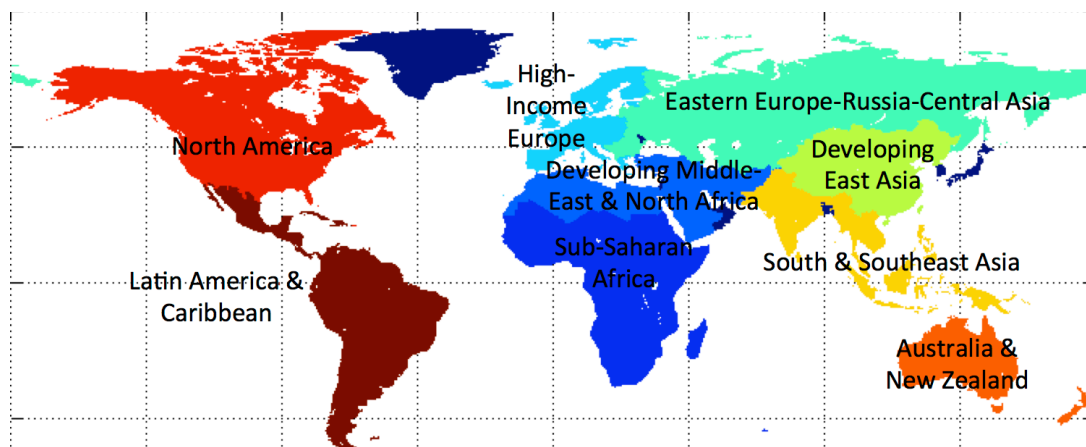 High-
Income
Europe
Eastern Europe-Russia-Central Asia
North America
Developing
East Asia
Developing Middle-
East & North Africa
Sub-Saharan
Africa
South & Southeast Asia
Latin America &
Caribbean
Australia &
New Zealand